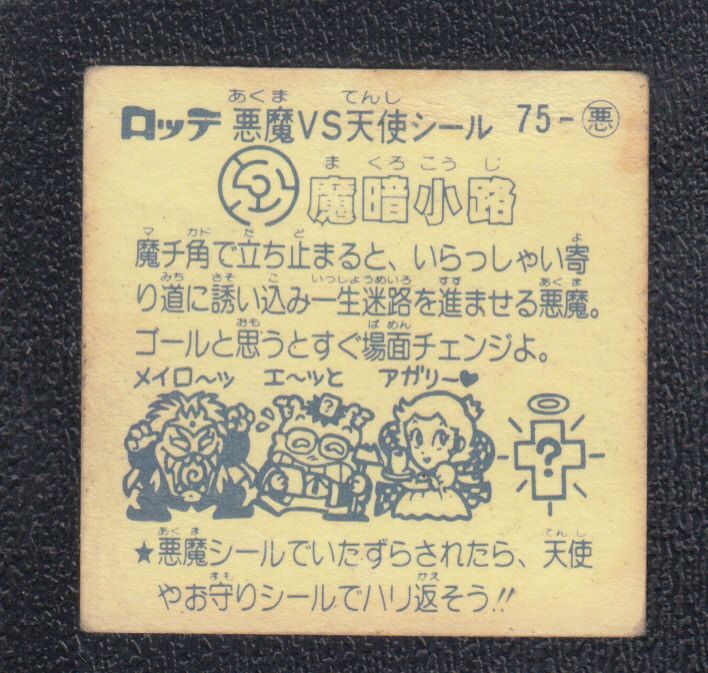 あくま てんし
ロッテ 悪魔VS天使シール 75-悪
ま くろ こう じ
魔暗小路
マ カド た ど よ
魔チ角で立ち止まると、いらっしゃい寄
みち さそ こ いっしょうめいろ すす あくま
り道に誘い込み一生迷路を進ませる悪魔。
おも ばめん
ゴールと思うとすぐ場面チェンジよ。
メイロ〜ッ エ〜ッと アガリー♥
?
?
あくま てんし
★悪魔シールでいたずらされたら、天使
まも かえ
やお守りシールでハリ返そう!!